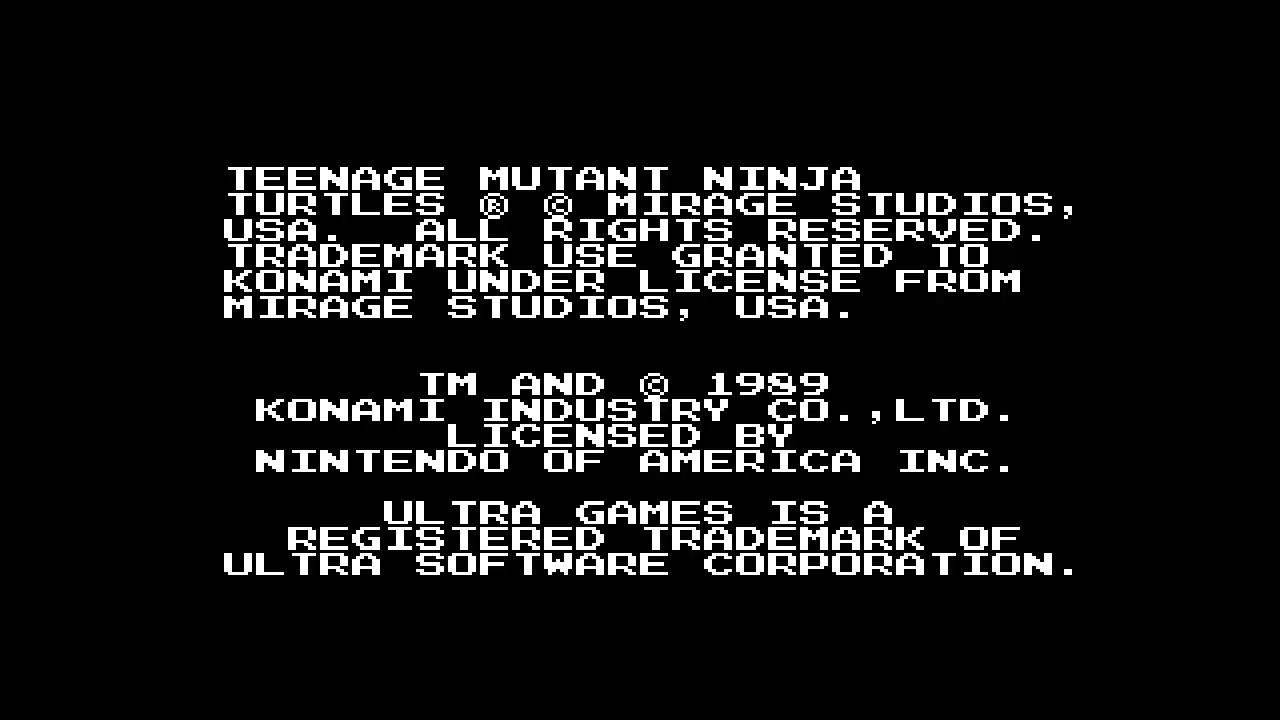 TEENAGE MUTANT NINJA
TURTLES ® © MIRAGE STUDIOS,
USA. ALL RIGHTS RESERVED.
TRADEMARK USE GRANTED TO
KONAMI UNDER LICENSE FROM
MIRAGE STUDIOS, USA.
TM AND © 1989
KONAMI INDUSTRY CO.,LTD.
LICENSED BY
NINTENDO OF AMERICA INC.
ULTRA GAMES IS A
REGISTERED TRADEMARK OF
ULTRA SOFTWARE CORPORATION.